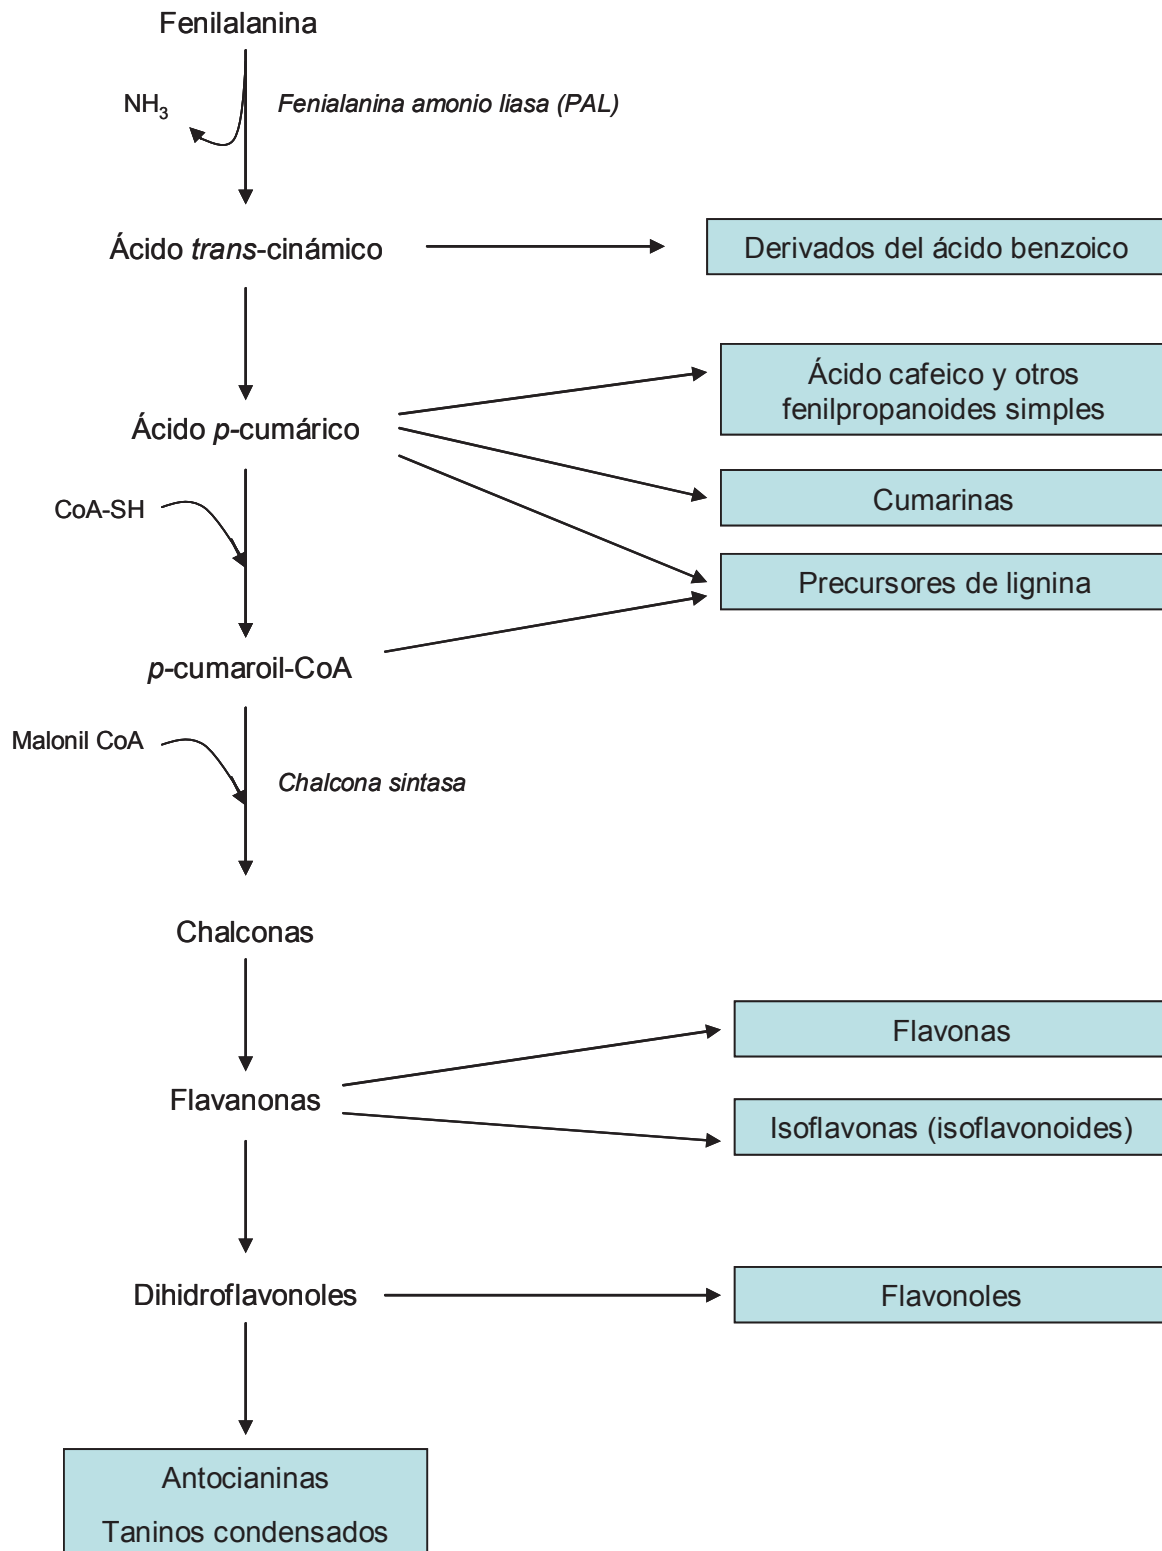 Fenilalanina
NH3
Fenialanina amonio liasa (PAL)
Ácido trans-cinámico
Derivados del ácido benzoico
Ácido cafeico y otros
fenilpropanoides simples
Ácido p-cumárico
Cumarinas
CoA-SH
Precursores de lignina
p-cumaroil-CoA
Malonil CoA
Chalcona sintasa
Chalconas
Flavonas
Flavanonas
Isoflavonas (isoflavonoides)
Dihidroflavonoles
Flavonoles
Antocianinas
Taninos condensados